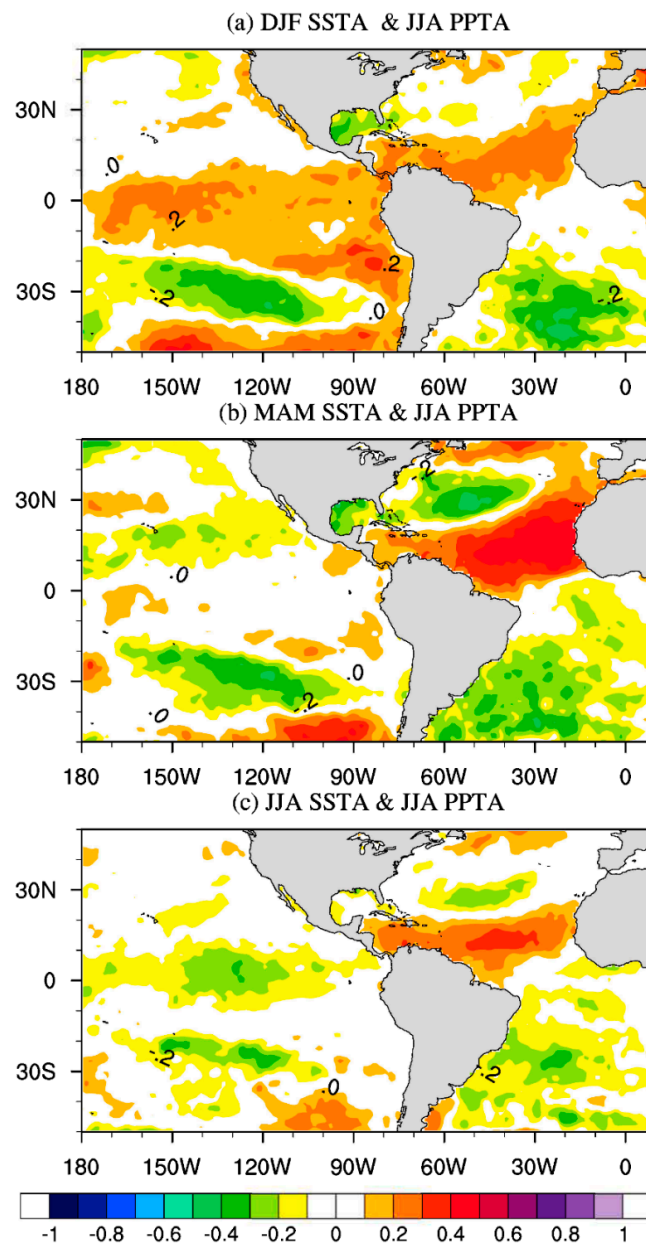 (a) DJF SSTA & JJA PPTA
30N
0
30S
.0
.2
-.2
.2
.0
-.2
180 150W 120W 90W 60W 30W 0
(b) MAM SSTA & JJA PPTA
30N
0
30S
-.2
.0
.0
-.2
.0
180 150W 120W 90W 60W 30W 0
(c) JJA SSTA & JJA PPTA
30N
0
30S
-.2
.0
-.2
180 150W 120W 90W 60W 30W 0
-1 -0.8 -0.6 -0.4 -0.2 0 0.2 0.4 0.6 0.8 1